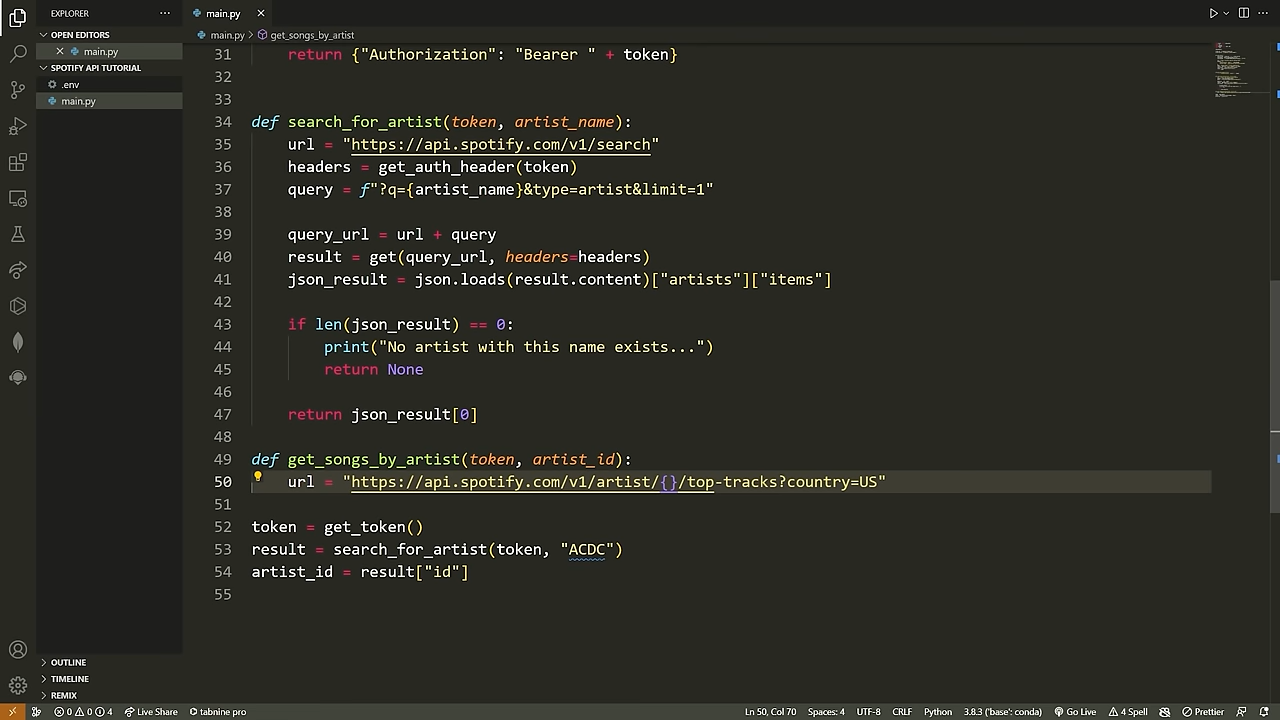 EXPLORER
···
main.py
OPEN EDITORS
main.py
SPOTIFY API TUTORIAL
.env
main.py
main.py > get_songs_by_artist
31 return {"Authorization": "Bearer " + token}
32
33
34 def search_for_artist(token, artist_name):
35 url = "https://api.spotify.com/v1/search"
36 headers = get_auth_header(token)
37 query = f"?q={artist_name}&type=artist&limit=1"
38
39 query_url = url + query
40 result = get(query_url, headers=headers)
41 json_result = json.loads(result.content)["artists"]["items"]
42
43 if len(json_result) == 0:
44 print("No artist with this name exists...")
45 return None
46
47 return json_result[0]
48
49 def get_songs_by_artist(token, artist_id):
50 url = "https://api.spotify.com/v1/artist/{}/top-tracks?country=US"
51
52 token = get_token()
53 result = search_for_artist(token, "ACDC")
54 artist_id = result["id"]
55
OUTLINE
TIMELINE
REMIX
0 0 4 Live Share tabnine pro Ln 50, Col 70 Spaces: 4 UTF-8 CRLF Python 3.8.3 ('base': conda) Go Live 4 Spell Prettier